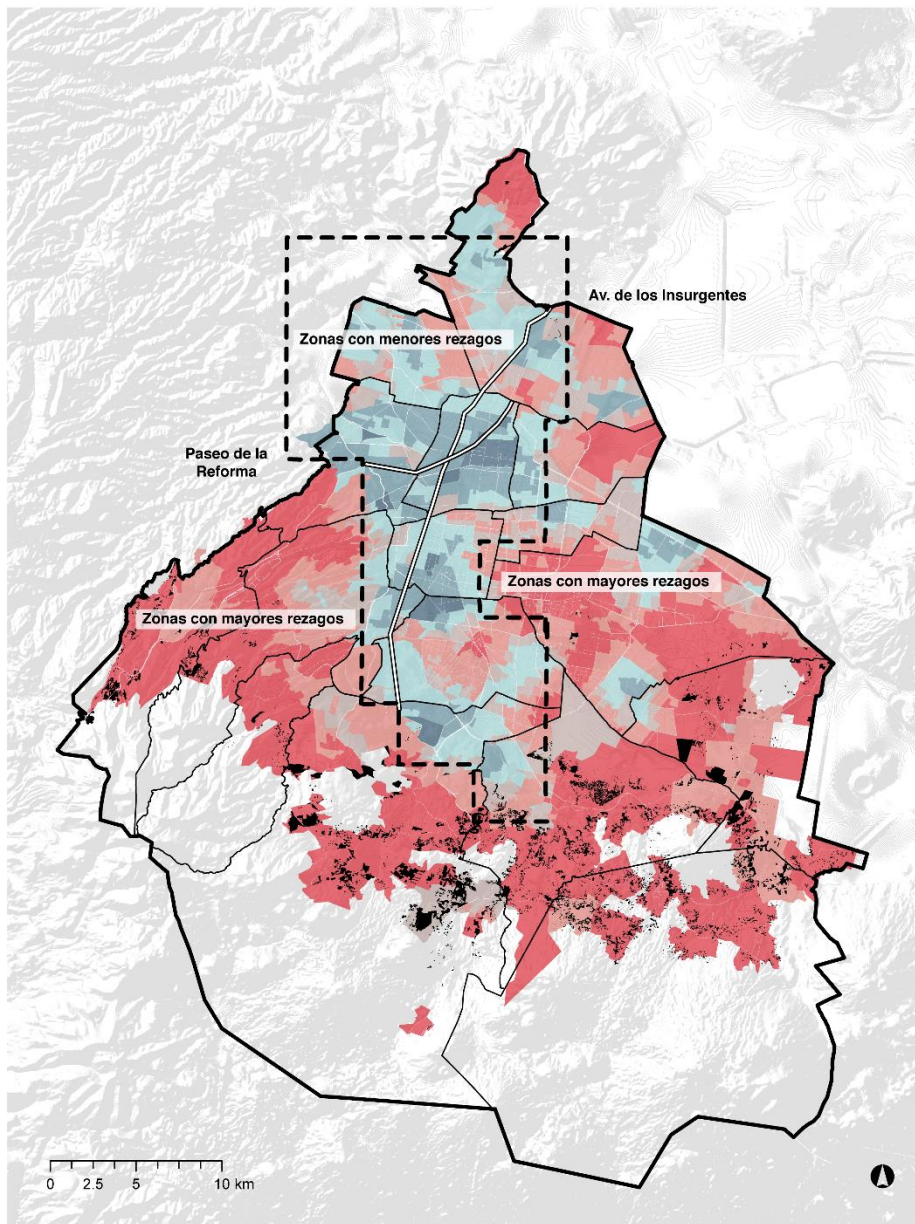 Av. de los Insurgentes
Zonas con menores rezagos
Paseo de la
Reforma
Zonas con mayores rezagos
Zonas con mayores rezagos
0 2.5 5 10 km